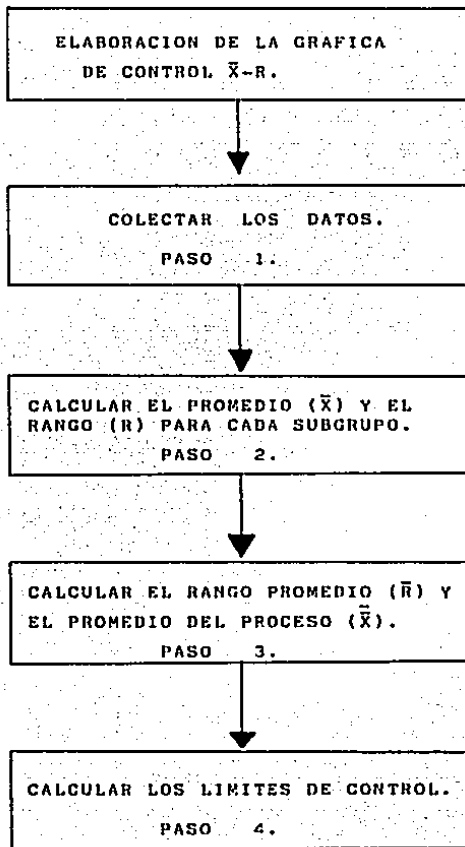 ELABORACION DE LA GRAFICA
DE CONTROL X̄-R.
COLECTAR LOS DATOS.
PASO 1.
CALCULAR EL PROMEDIO (X̄) Y EL
RANGO (R) PARA CADA SUBGRUPO.
PASO 2.
CALCULAR EL RANGO PROMEDIO (R̄) Y
EL PROMEDIO DEL PROCESO (X̿).
PASO 3.
CALCULAR LOS LIMITES DE CONTROL.
PASO 4.